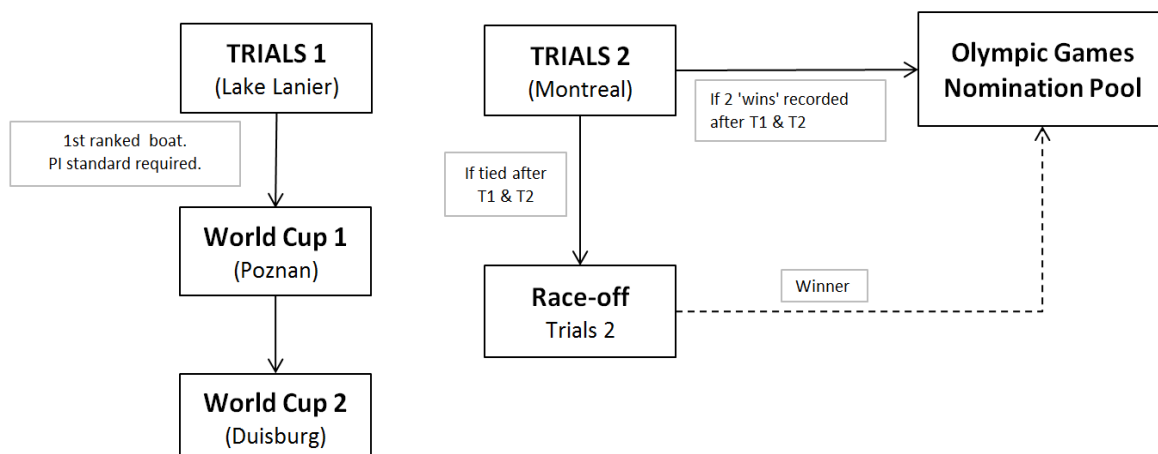 TRIALS 1
(Lake Lanier)
1st ranked boat.
PI standard required.
World Cup 1
(Poznan)
World Cup 2
(Duisburg)
TRIALS 2
(Montreal)
If 2 'wins' recorded
after T1 & T2
Olympic Games
Nomination Pool
If tied after
T1 & T2
Race-off
Trials 2
Winner